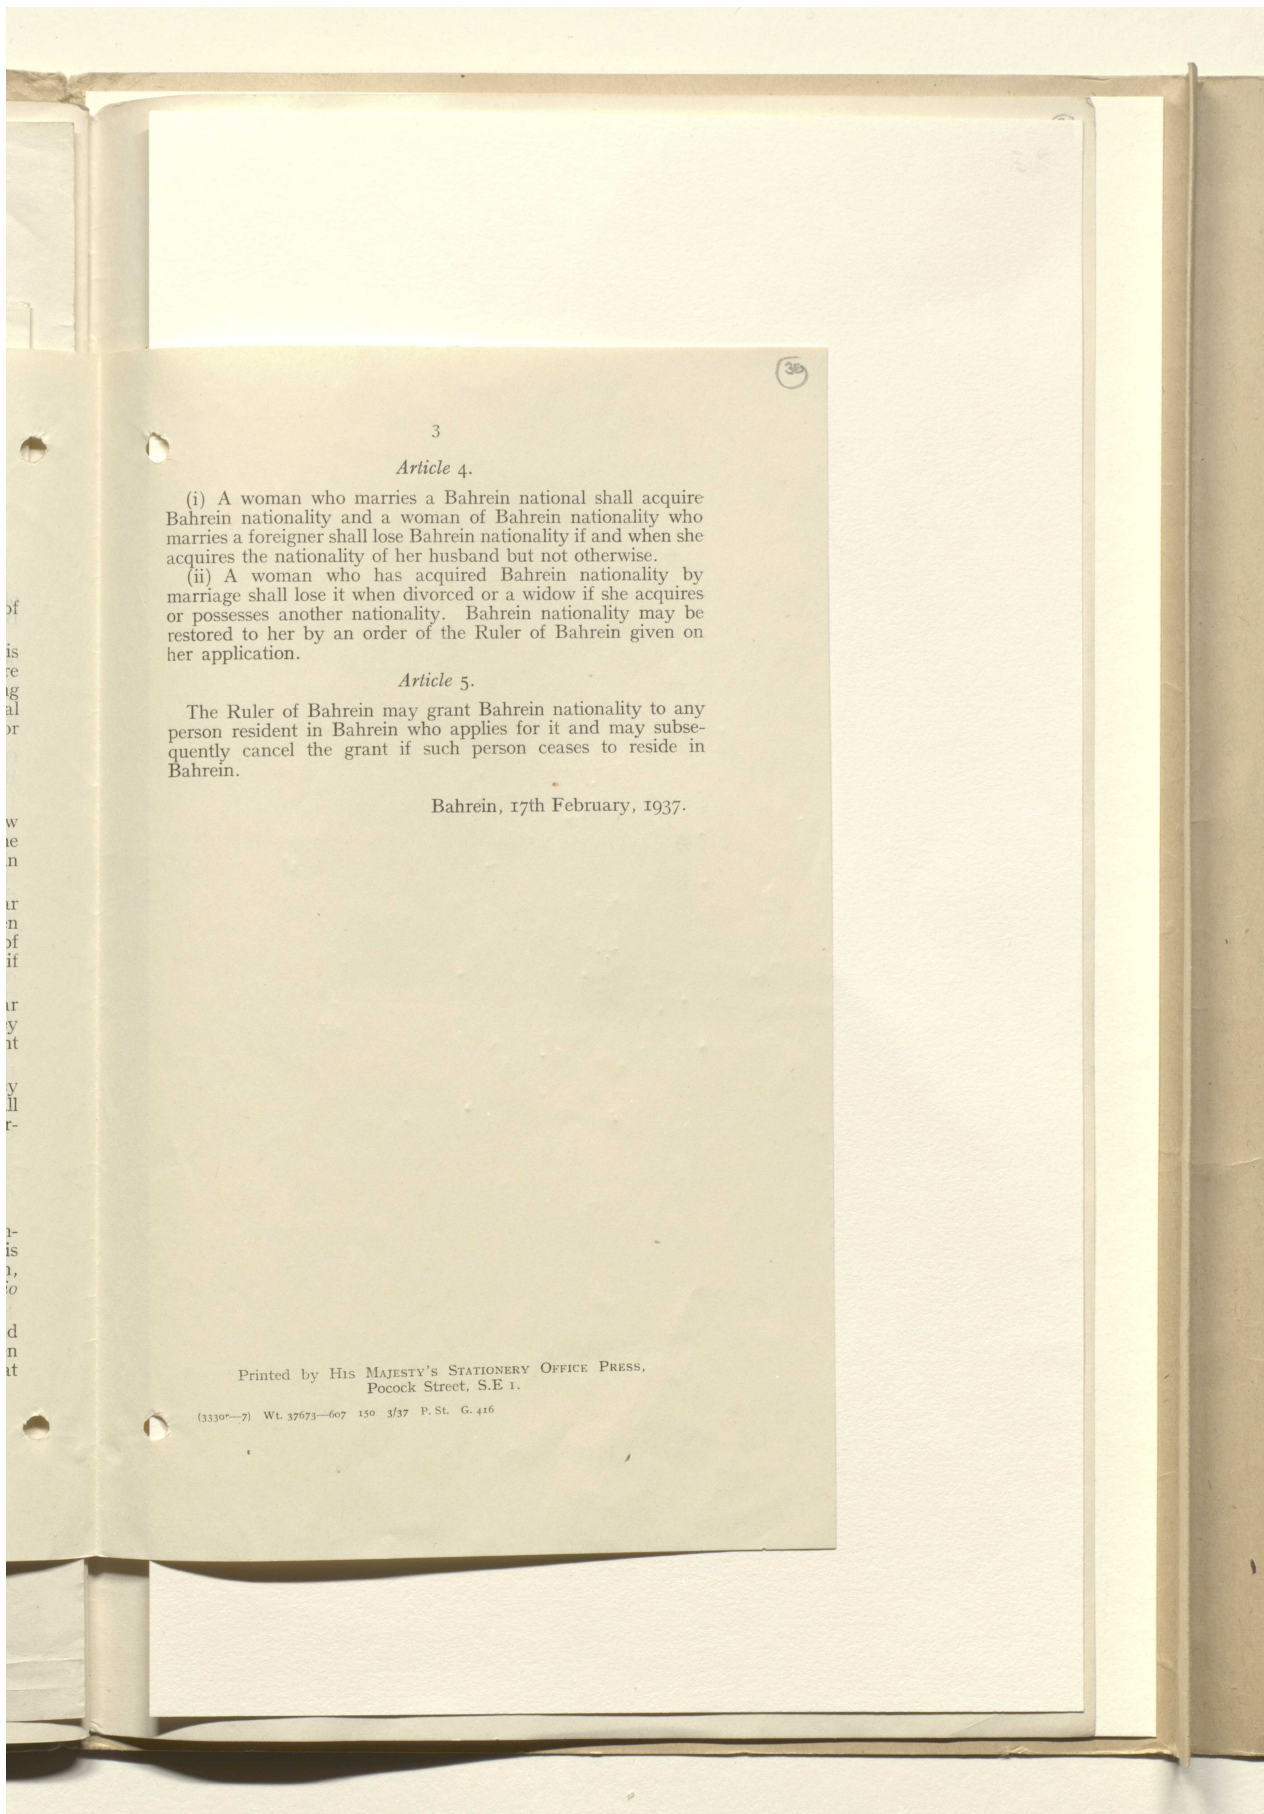 3
Article 4.
(i) A woman who marries a Bahrein national shall acquire
Bahrein nationality and a woman of Bahrein nationality who
marries a foreigner shall lose Bahrein nationality if and when she
acquires the nationality of her husband but not otherwise.
(ii) A woman who has acquired Bahrein nationality by
marriage shall lose it when divorced or a widow if she acquires
or possesses another nationality. Bahrein nationality may be
restored to her by an order of the Ruler of Bahrein given on
her application.
Article 5.
The Ruler of Bahrein may grant Bahrein nationality to any
person resident in Bahrein who applies for it and may subse-
quently cancel the grant if such person ceases to reside in
Bahrein.
Bahrein, 17th February, 1937.
Printed by His Majesty's Stationery Office Press,
Pocock Street, S.E 1.
(3330r—7) Wt. 37673—607 150 3/37 P. St. G. 416